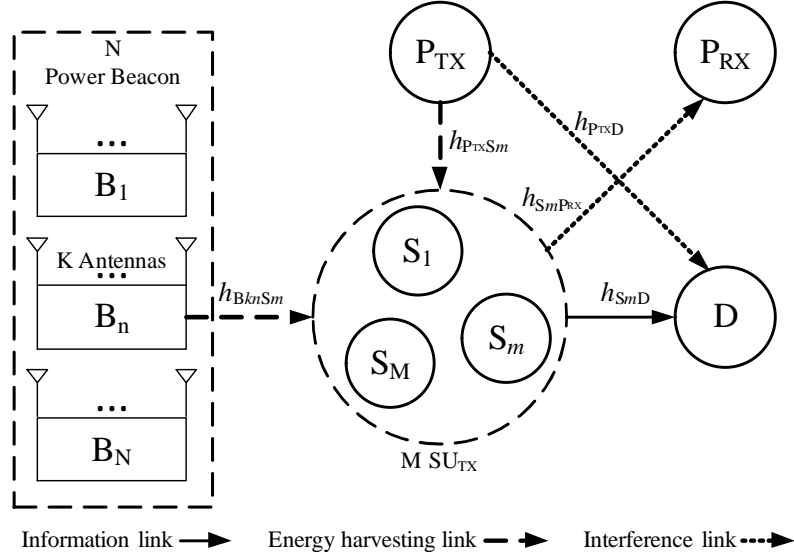 N
Power Beacon
...
B1
K Antennas
...
Bn
...
BN
hBknSm
PTX
PRX
hPTXSm
hPTXD
hSmPRX
S1
Sm
SM
hSmD
D
M SUTX
Information link
Energy harvesting link
Interference link